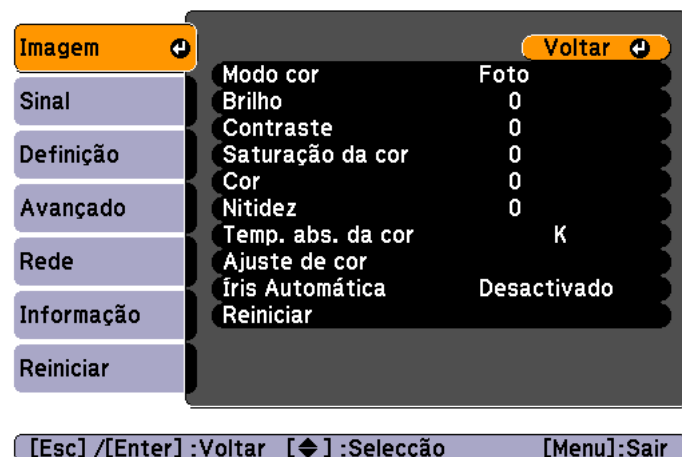 Imagem
Sinal
Definição
Avançado
Rede
Informação
Reiniciar
Voltar
Modo cor Foto
Brilho 0
Contraste 0
Saturação da cor 0
Cor 0
Nitidez 0
Temp. abs. da cor K
Ajuste de cor
Íris Automática Desactivado
Reiniciar
[Esc] /[Enter] :Voltar [◆] :Selecção [Menu]:Sair